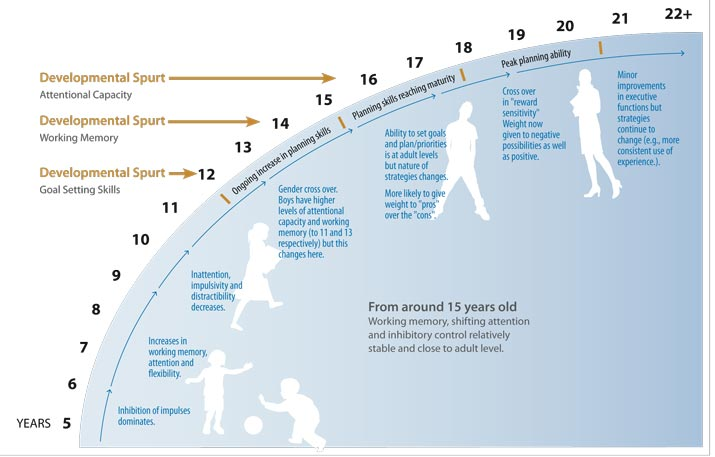 22+
21
20
19
18
17
16
15
14
13
12
11
10
9
8
7
6
YEARS 5
Developmental Spurt
Attentional Capacity
Developmental Spurt
Working Memory
Developmental Spurt
Goal Setting Skills
Ongoing increase in planning skills
Planning skills reaching maturity
Peak planning ability
Inhibition of impulses
dominates.
Increases in
working memory,
attention and
flexibility.
Inattention,
impulsivity and
distractibility
decreases.
Gender cross over.
Boys have higher
levels of attentional
capacity and working
memory (to 11 and 13
respectively) but this
changes here.
Ability to set goals
and plan/priorities
is at adult levels
but nature of
strategies changes.
More likely to give
weight to "pros"
over the "cons".
Cross over
in "reward
sensitivity"
Weight now
given to negative
possibilities as well
as positive.
Minor
improvements
in executive
functions but
strategies
continue to
change (e.g., more
consistent use of
experience.).
From around 15 years old
Working memory, shifting attention
and inhibitory control relatively
stable and close to adult level.